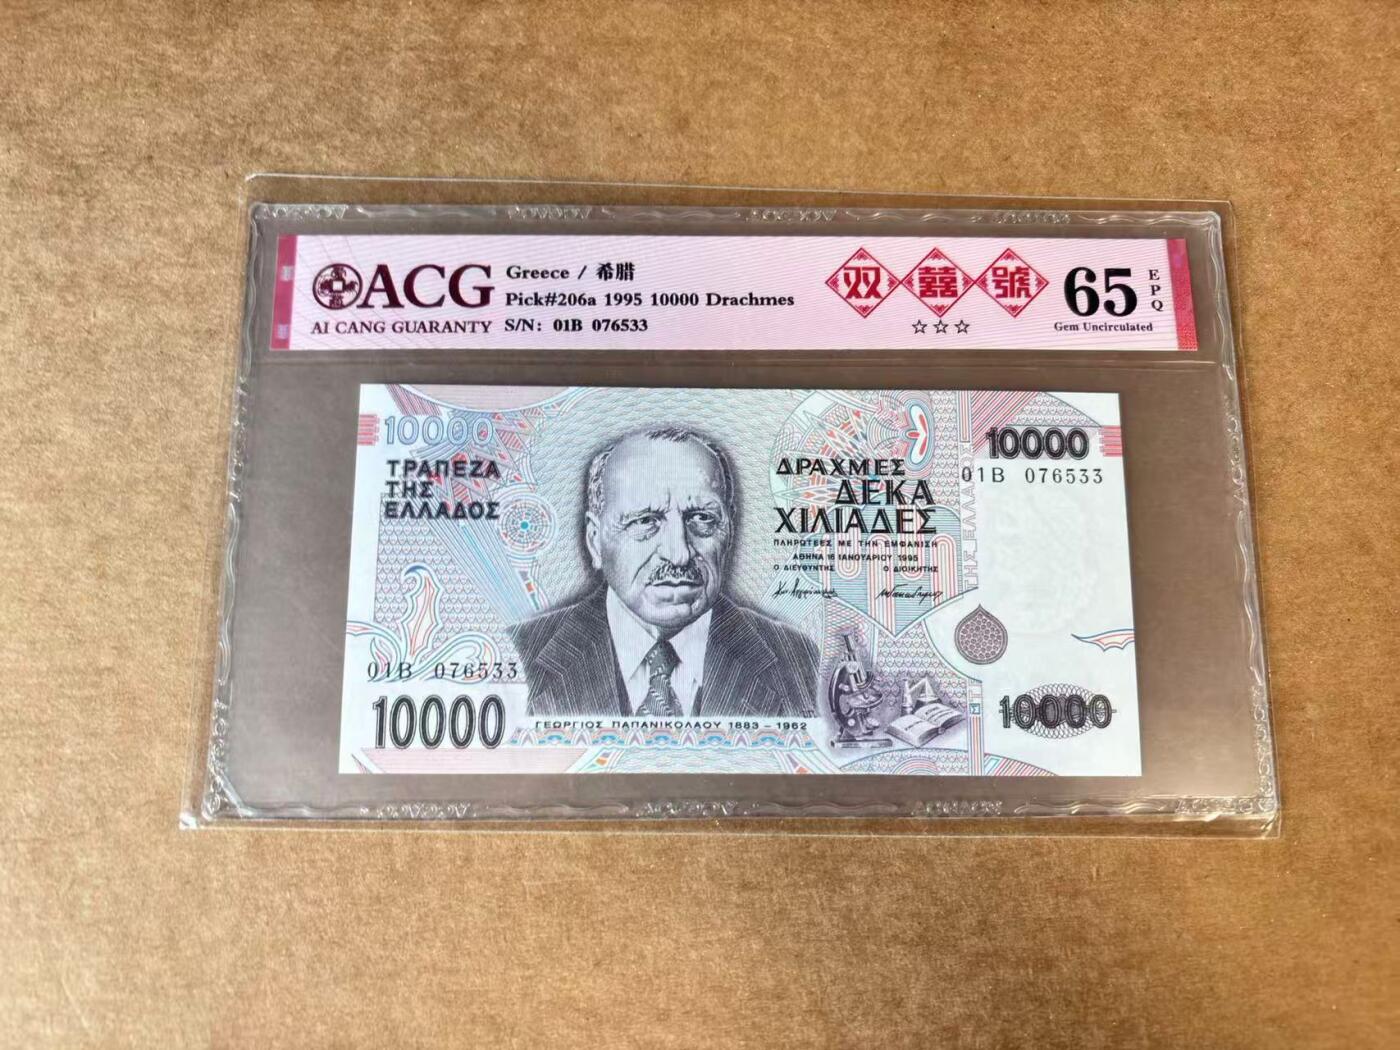 ACG
AI CANG GUARANTY
Greece / 希腊
Pick#206a 1995 10000 Drachmes
S/N: 01B 076533
双囍號
☆☆☆
65
EPQ
Gem Uncirculated
10000
ΤΡΑΠΕΖΑ
ΤΗΣ
ΕΛΛΑΔΟΣ
10000
01B 076533
ΔΡΑΧΜΕΣ
ΔΕΚΑ
ΧΙΛΙΑΔΕΣ
ΠΛΗΡΩΤΕΕΣ ΜΕ ΤΗΝ ΕΜΦΑΝΙΣΗ
ΑΘΗΝΑ 16 ΙΑΝΟΥΑΡΙΟΥ 1995
Ο ΔΙΕΥΘΥΝΤΗΣ Ο ΔΙΟΙΚΗΤΗΣ
01B 076533
10000
ΓΕΩΡΓΙΟΣ ΠΑΠΑΝΙΚΟΛΑΟΥ 1883 – 1962
10000